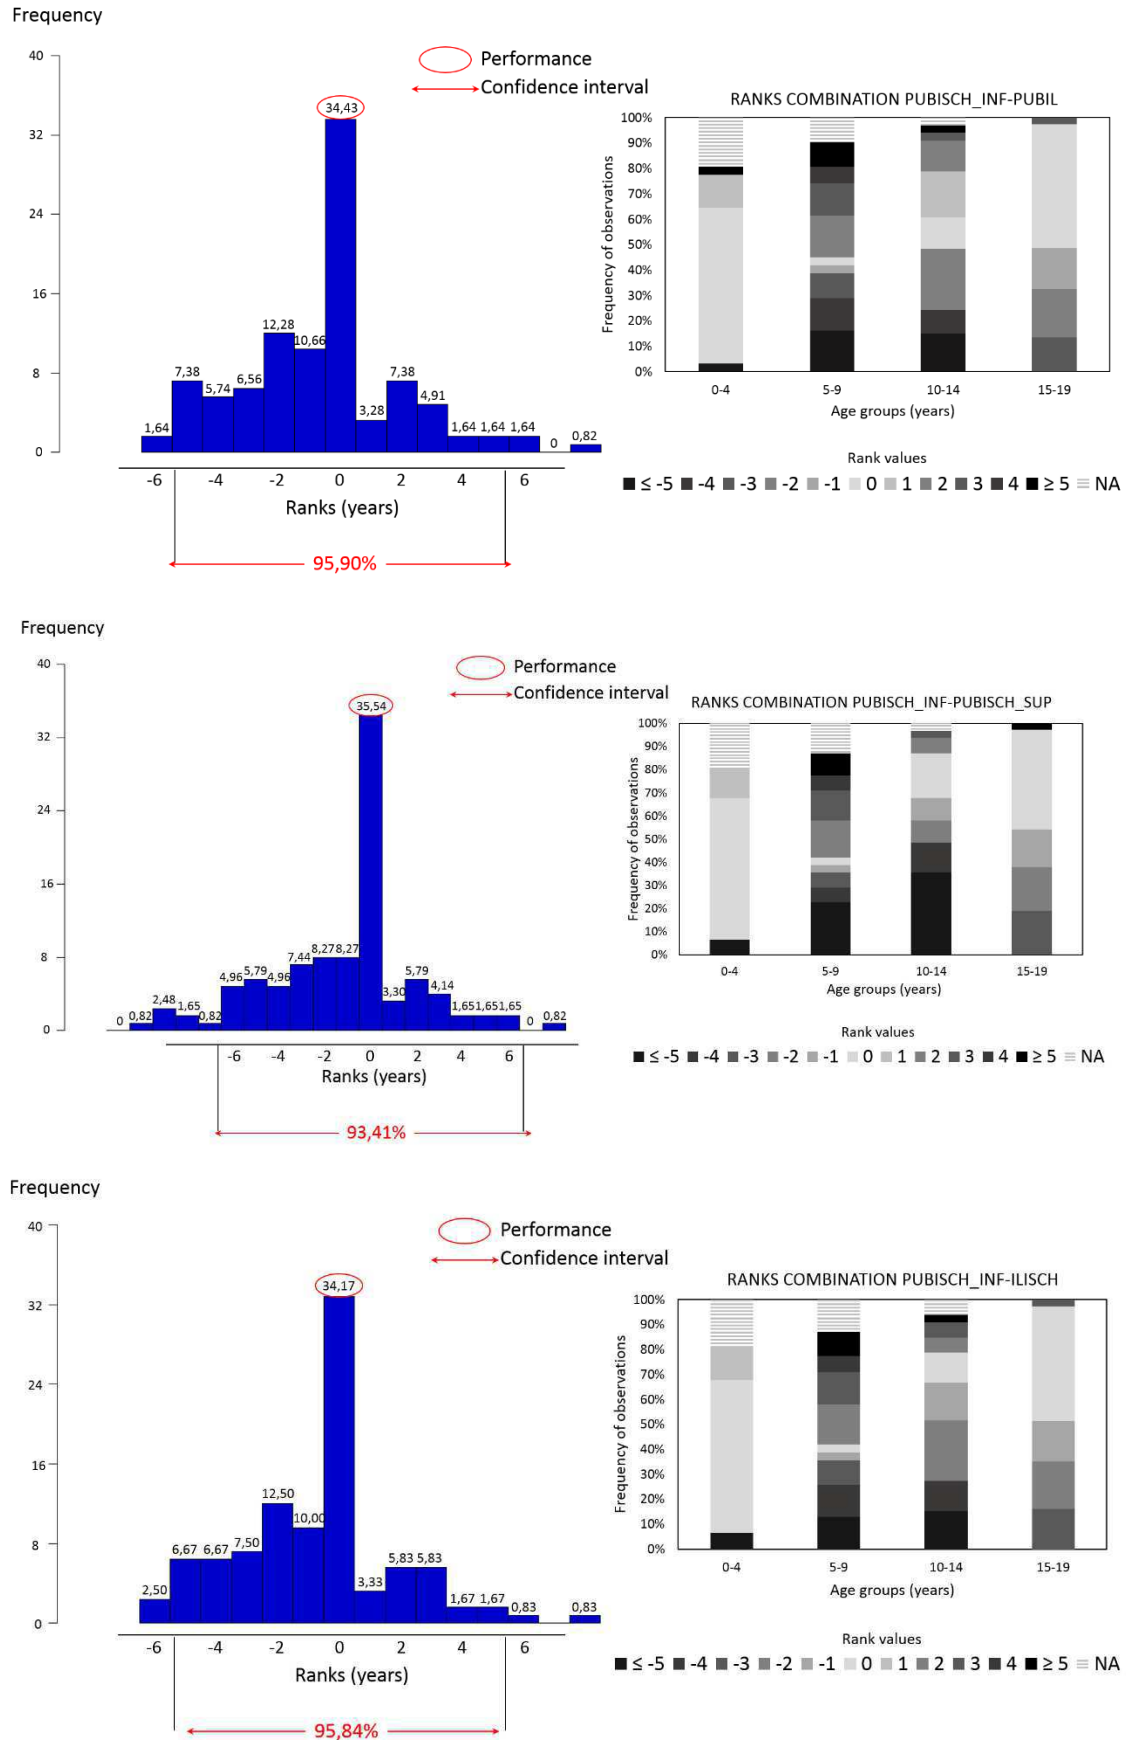 Frequency
40
32
24
16
8
0
Performance
Confidence interval
34,43
1,64 7,38 5,74 6,56 12,28 10,66 3,28 7,38 4,91 1,64 1,64 1,64 0 0,82
-6 -4 -2 0 2 4 6
Ranks (years)
95,90%
RANKS COMBINATION PUBISCH_INF-PUBIL
Frequency of observations
100%
90%
80%
70%
60%
50%
40%
30%
20%
10%
0%
0-4 5-9 10-14 15-19
Age groups (years)
Rank values
≤ -5 -4 -3 -2 -1 0 1 2 3 4 ≥ 5 NA
Frequency
40
32
24
16
8
0
Performance
Confidence interval
35,54
0 0,82 2,48 1,65 0,82 4,96 5,79 4,96 7,44 8,27 8,27 3,30 5,79 4,14 1,65 1,65 1,65 0 0,82
-6 -4 -2 0 2 4 6
Ranks (years)
93,41%
RANKS COMBINATION PUBISCH_INF-PUBISCH_SUP
Frequency of observations
100%
90%
80%
70%
60%
50%
40%
30%
20%
10%
0%
0-4 5-9 10-14 15-19
Age groups (years)
Rank values
≤ -5 -4 -3 -2 -1 0 1 2 3 4 ≥ 5 NA
Frequency
40
32
24
16
8
0
Performance
Confidence interval
34,17
2,50 6,67 6,67 7,50 12,50 10,00 3,33 5,83 5,83 1,67 1,67 0,83 0,83
-6 -4 -2 0 2 4 6
Ranks (years)
95,84%
RANKS COMBINATION PUBISCH_INF-ILISCH
Frequency of observations
100%
90%
80%
70%
60%
50%
40%
30%
20%
10%
0%
0-4 5-9 10-14 15-19
Age groups (years)
Rank values
≤ -5 -4 -3 -2 -1 0 1 2 3 4 ≥ 5 NA